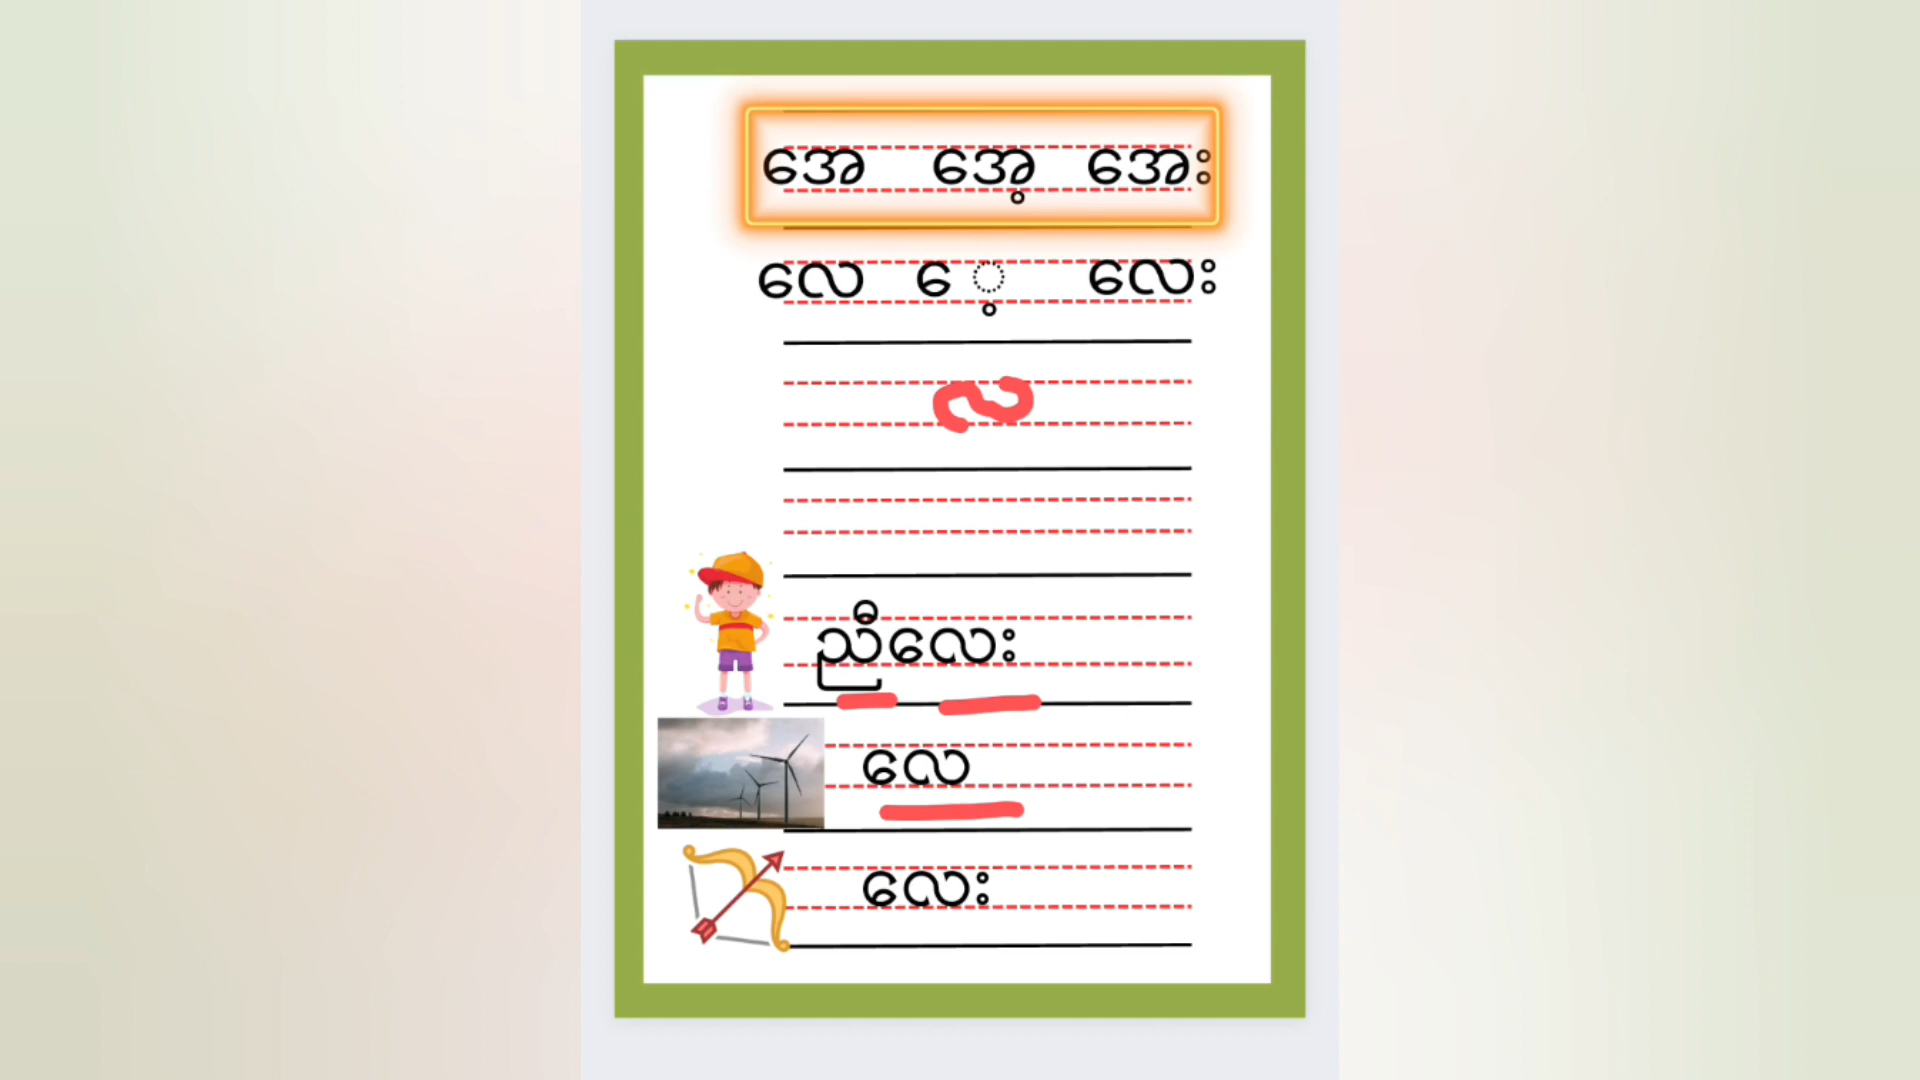 အေ အေ့ အေး
လေ ေ ့ လေး
လ
ညီလေး
လေ
လေး